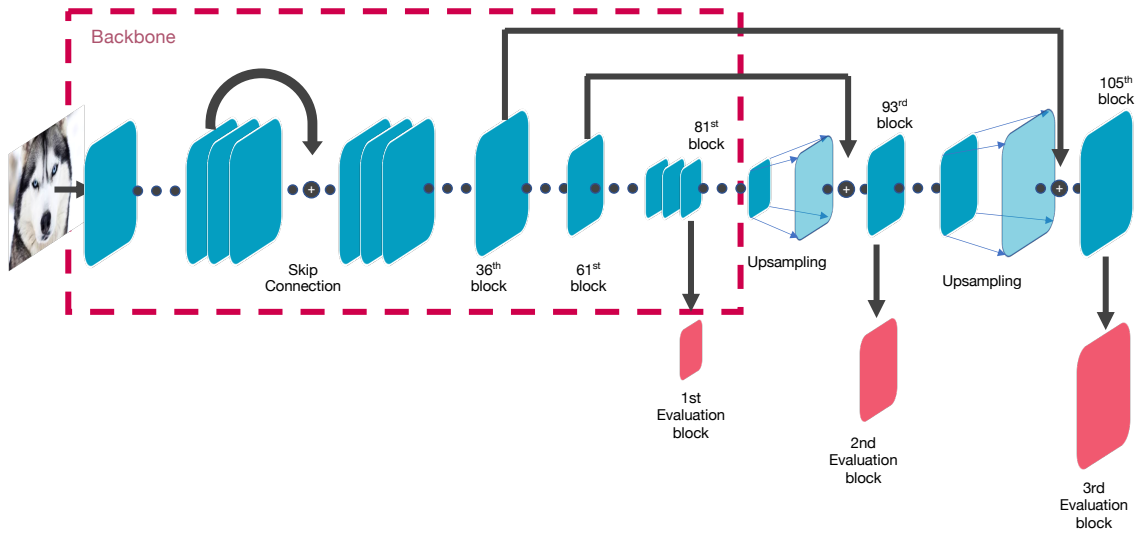 Backbone
105th
block
93rd
block
81st
block
Skip
Connection
36th
block
61st
block
Upsampling
Upsampling
1st
Evaluation
block
2nd
Evaluation
block
3rd
Evaluation
block